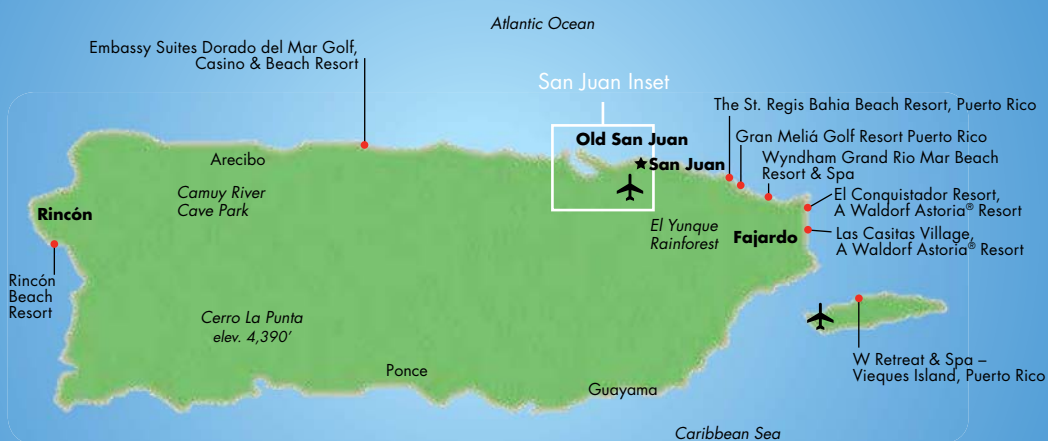 Atlantic Ocean
Embassy Suites Dorado del Mar Golf,
Casino & Beach Resort
San Juan Inset
The St. Regis Bahia Beach Resort, Puerto Rico
Old San Juan
Gran Meliá Golf Resort Puerto Rico
Arecibo
San Juan
Wyndham Grand Rio Mar Beach
Resort & Spa
Camuy River
Cave Park
El Conquistador Resort,
A Waldorf Astoria® Resort
Rincón
El Yunque
Rainforest
Fajardo
Las Casitas Village,
A Waldorf Astoria® Resort
Rincón
Beach
Resort
Cerro La Punta
elev. 4,390’
W Retreat & Spa –
Vieques Island, Puerto Rico
Ponce
Guayama
Caribbean Sea